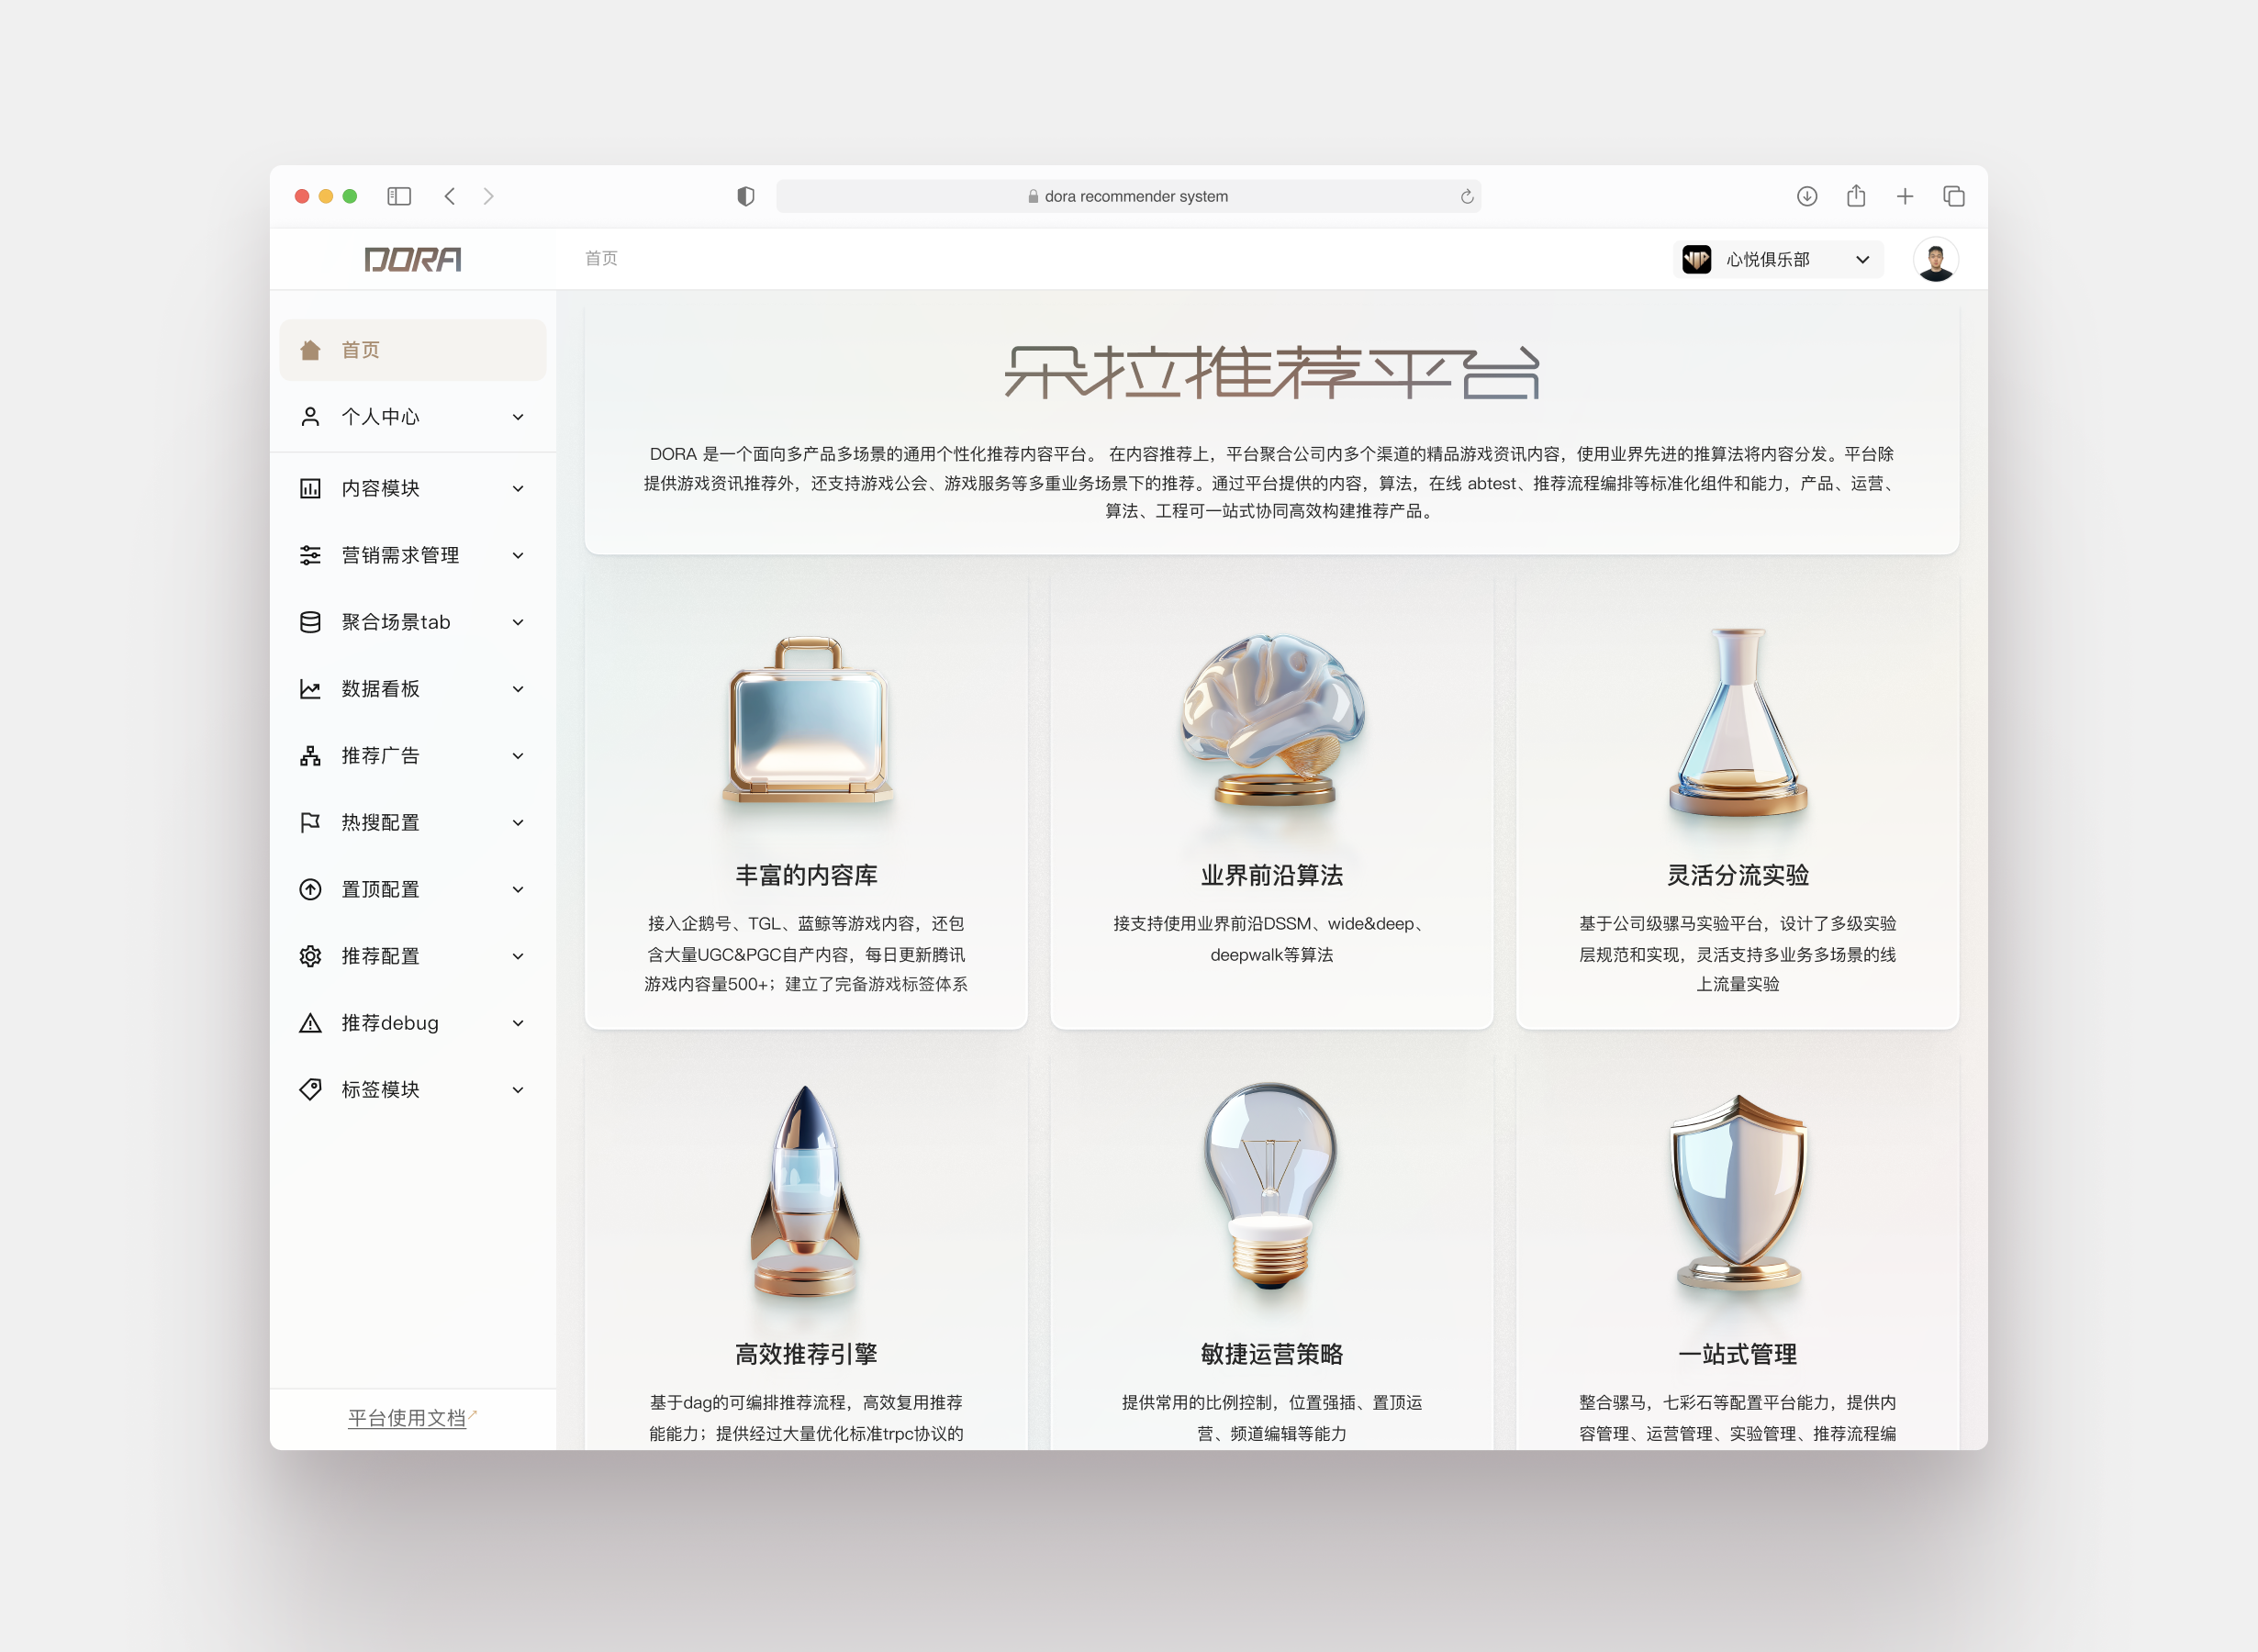 dora recommender system
DORA
首页
VIP
心悦俱乐部
首页
个人中心
内容模块
营销需求管理
聚合场景tab
数据看板
推荐广告
热搜配置
置顶配置
推荐配置
推荐debug
标签模块
平台使用文档
朵拉推荐平台
DORA 是一个面向多产品多场景的通用个性化推荐内容平台。 在内容推荐上，平台聚合公司内多个渠道的精品游戏资讯内容，使用业界先进的推算法将内容分发。平台除
提供游戏资讯推荐外，还支持游戏公会、游戏服务等多重业务场景下的推荐。通过平台提供的内容，算法，在线 abtest、推荐流程编排等标准化组件和能力，产品、运营、
算法、工程可一站式协同高效构建推荐产品。
丰富的内容库
接入企鹅号、TGL、蓝鲸等游戏内容，还包
含大量UGC&PGC自产内容，每日更新腾讯
游戏内容量500+；建立了完备游戏标签体系
业界前沿算法
接支持使用业界前沿DSSM、wide&deep、
deepwalk等算法
灵活分流实验
基于公司级骡马实验平台，设计了多级实验
层规范和实现，灵活支持多业务多场景的线
上流量实验
高效推荐引擎
基于dag的可编排推荐流程，高效复用推荐
能能力；提供经过大量优化标准trpc协议的
敏捷运营策略
提供常用的比例控制，位置强插、置顶运
营、频道编辑等能力
一站式管理
整合骡马，七彩石等配置平台能力，提供内
容管理、运营管理、实验管理、推荐流程编